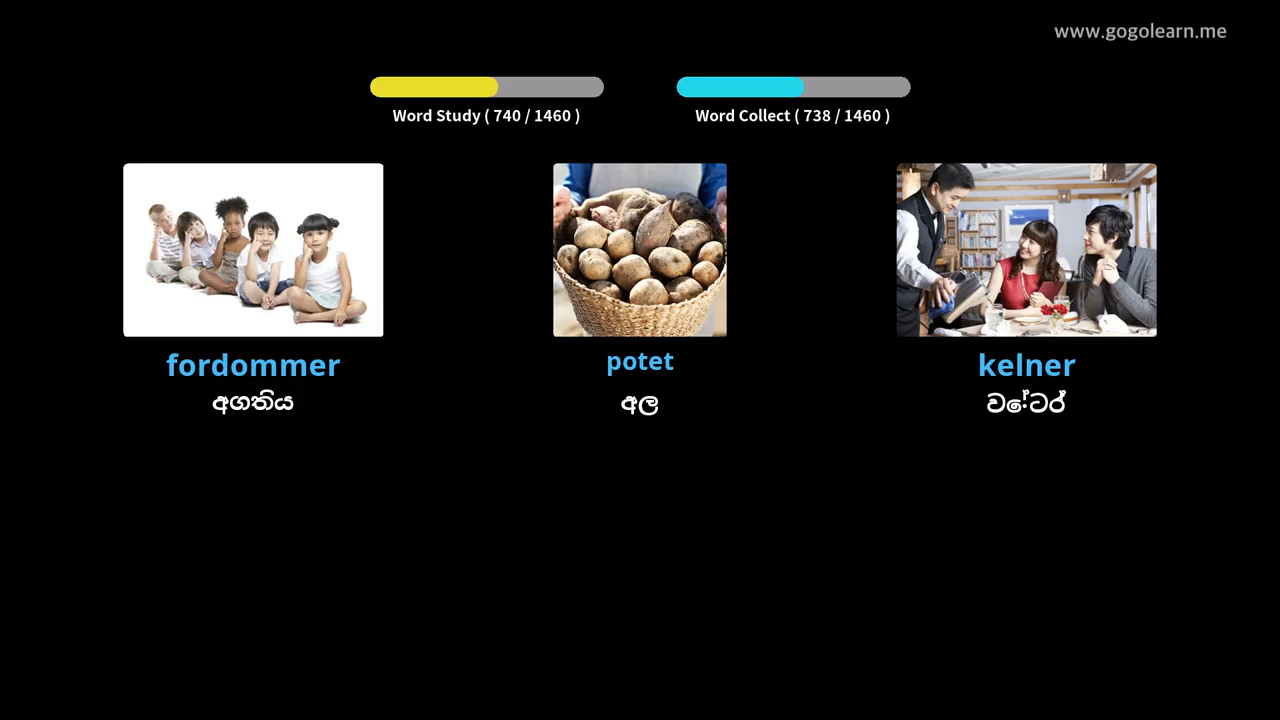 www.gogolearn.me
Word Study ( 740 / 1460 )
Word Collect ( 738 / 1460 )
fordommer
අගතිය
potet
අල
kelner
වේටර්